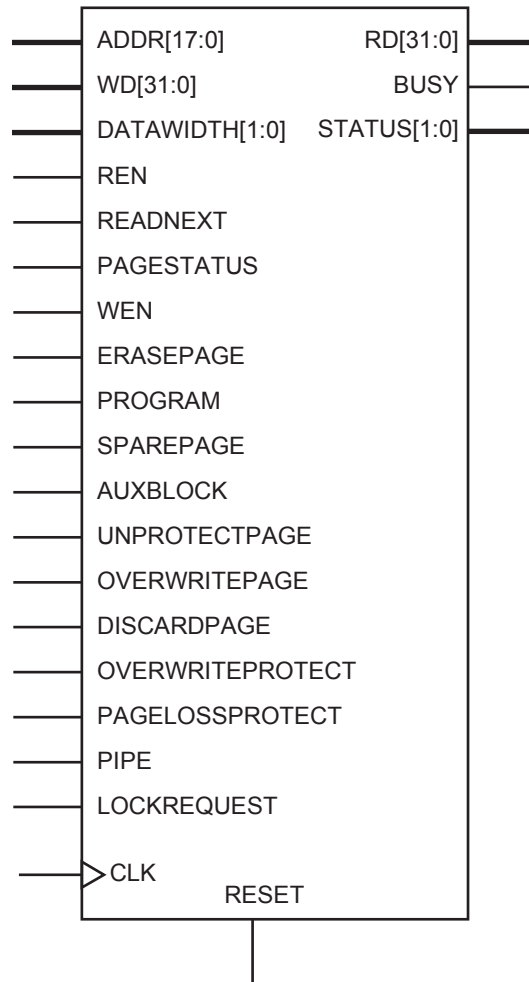 ADDR[17:0] RD[31:0]
WD[31:0] BUSY
DATAWIDTH[1:0] STATUS[1:0]
REN
READNEXT
PAGESTATUS
WEN
ERASEPAGE
PROGRAM
SPAREPAGE
AUXBLOCK
UNPROTECTPAGE
OVERWRITEPAGE
DISCARDPAGE
OVERWRITEPROTECT
PAGELOSSPROTECT
PIPE
LOCKREQUEST
CLK
RESET